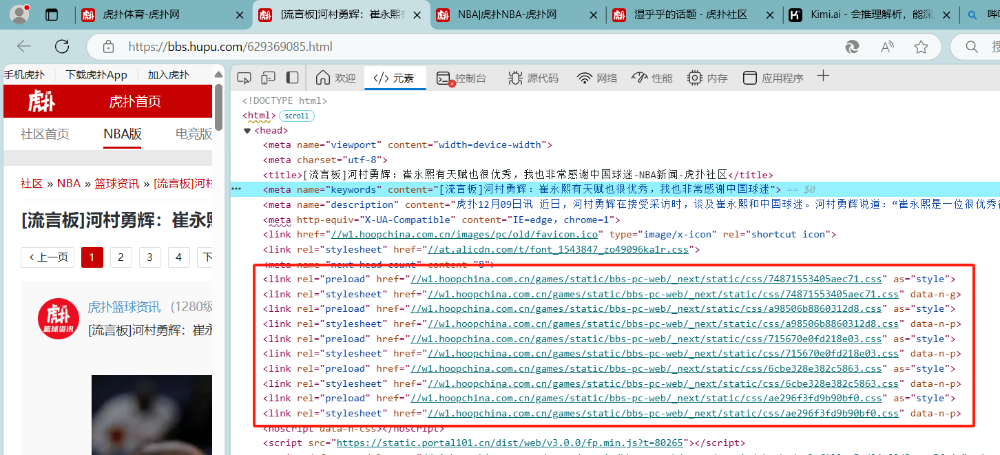 虎扑体育-虎扑网
[流言板]河村勇辉：崔永熙有
NBA|虎扑NBA-虎扑网
湿乎乎的话题 - 虎扑社区
Kimi.ai - 会推理解析，能深
https://bbs.hupu.com/629369085.html
手机虎扑 下载虎扑App 加入虎扑
虎扑 虎扑首页
社区首页 NBA版 电竞版
社区 » NBA » 篮球资讯 » [流言板]河村
[流言板]河村勇辉：崔永熙
上一页 1 2 3 4 下
虎扑 篮球资讯
虎扑篮球资讯 (1280级
[流言板]河村勇辉：崔永
欢迎 </> 元素 控制台 源代码 网络 性能 内存 应用程序
<!DOCTYPE html>
<html> scroll
<head>
<meta name="viewport" content="width=device-width">
<meta charset="utf-8">
<title>[流言板]河村勇辉：崔永熙有天赋也很优秀，我也非常感谢中国球迷-NBA新闻-虎扑社区</title>
<meta name="keywords" content="[流言板]河村勇辉：崔永熙有天赋也很优秀，我也非常感谢中国球迷"> == $0
<meta name="description" content="虎扑12月09日讯 近日，河村勇辉在接受采访时，谈及崔永熙和中国球迷。河村勇辉说道：“崔永熙是一位很优秀
<meta http-equiv="X-UA-Compatible" content="IE=edge，chrome=1">
<link href="//w1.hoopchina.com.cn/images/pc/old/favicon.ico" type="image/x-icon" rel="shortcut icon">
<link rel="stylesheet" href="//at.alicdn.com/t/font_1543847_zo49096ka1r.css">
<meta name="next-head-count" content="8">
<link rel="preload" href="//w1.hoopchina.com.cn/games/static/bbs-pc-web/_next/static/css/74871553405aec71.css" as="style">
<link rel="stylesheet" href="//w1.hoopchina.com.cn/games/static/bbs-pc-web/_next/static/css/74871553405aec71.css" data-n-g>
<link rel="preload" href="//w1.hoopchina.com.cn/games/static/bbs-pc-web/_next/static/css/a98506b8860312d8.css" as="style">
<link rel="stylesheet" href="//w1.hoopchina.com.cn/games/static/bbs-pc-web/_next/static/css/a98506b8860312d8.css" data-n-p>
<link rel="preload" href="//w1.hoopchina.com.cn/games/static/bbs-pc-web/_next/static/css/715670e0fd218e03.css" as="style">
<link rel="stylesheet" href="//w1.hoopchina.com.cn/games/static/bbs-pc-web/_next/static/css/715670e0fd218e03.css" data-n-p>
<link rel="preload" href="//w1.hoopchina.com.cn/games/static/bbs-pc-web/_next/static/css/6cbe328e382c5863.css" as="style">
<link rel="stylesheet" href="//w1.hoopchina.com.cn/games/static/bbs-pc-web/_next/static/css/6cbe328e382c5863.css" data-n-p>
<link rel="preload" href="//w1.hoopchina.com.cn/games/static/bbs-pc-web/_next/static/css/ae296f3fd9b90bf0.css" as="style">
<link rel="stylesheet" href="//w1.hoopchina.com.cn/games/static/bbs-pc-web/_next/static/css/ae296f3fd9b90bf0.css" data-n-p>
<noscript data-n-css></noscript>
<script src="https://static.portal101.cn/dist/web/v3.0.0/fp.min.js?t=80265"></script>